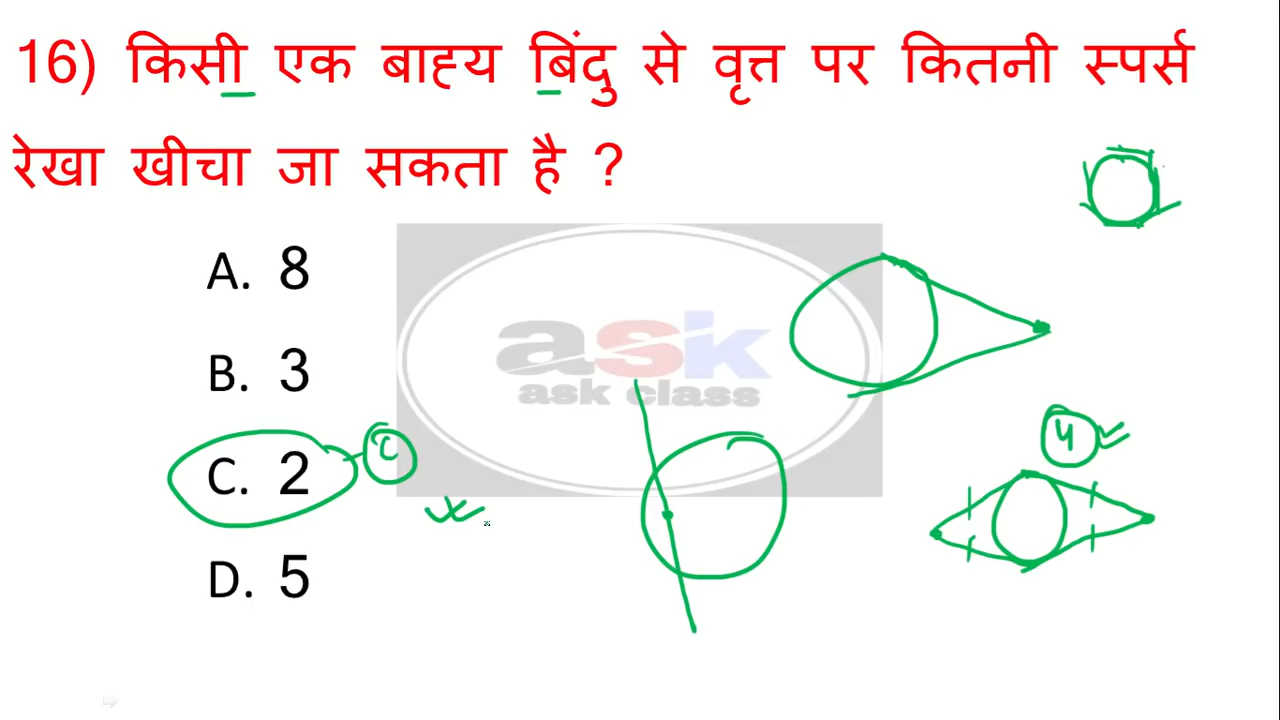 16) किसी एक बाह्य बिंदु से वृत्त पर कितनी स्पर्स
रेखा खीचा जा सकता है ?
A. 8
B. 3
C. 2
C
D. 5
ask
ask class
4